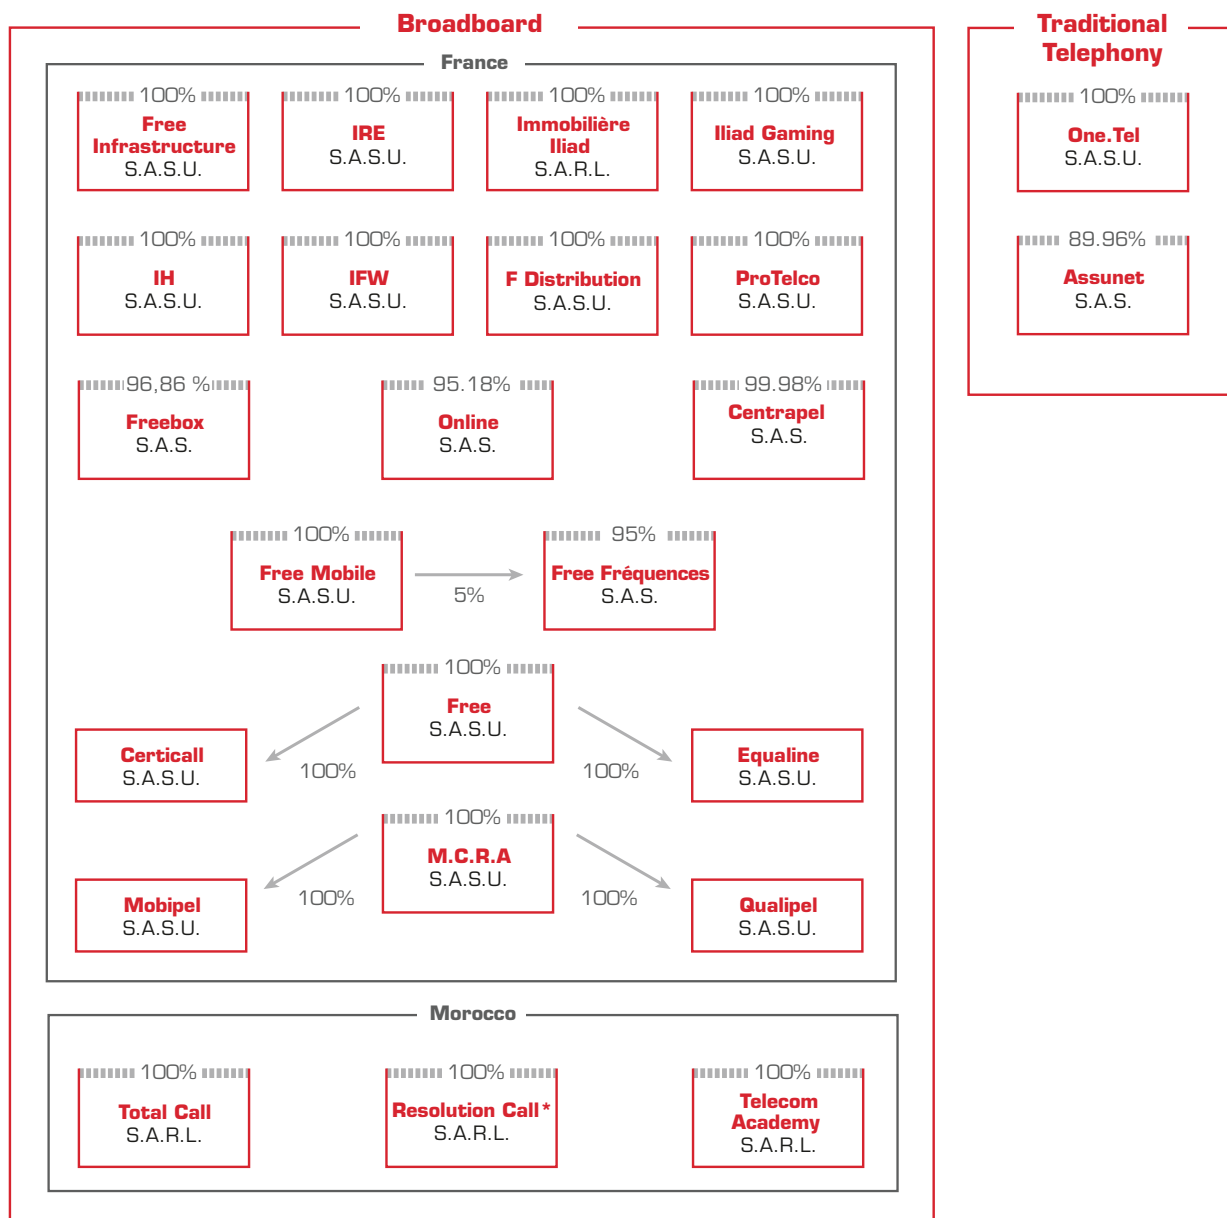 Broadboard
France
100%
Free
Infrastructure
S.A.S.U.
100%
IRE
S.A.S.U.
100%
Immobilière
Iliad
S.A.R.L.
100%
Iliad Gaming
S.A.S.U.
100%
IH
S.A.S.U.
100%
IFW
S.A.S.U.
100%
F Distribution
S.A.S.U.
100%
ProTelco
S.A.S.U.
96,86 %
Freebox
S.A.S.
95.18%
Online
S.A.S.
99.98%
Centrapel
S.A.S.
100%
Free Mobile
S.A.S.U.
5%
95%
Free Fréquences
S.A.S.
100%
Free
S.A.S.U.
100%
Certicall
S.A.S.U.
100%
Equaline
S.A.S.U.
100%
M.C.R.A
S.A.S.U.
100%
Mobipel
S.A.S.U.
100%
Qualipel
S.A.S.U.
Morocco
100%
Total Call
S.A.R.L.
100%
Resolution Call*
S.A.R.L.
100%
Telecom
Academy
S.A.R.L.
Traditional
Telephony
100%
One.Tel
S.A.S.U.
89.96%
Assunet
S.A.S.